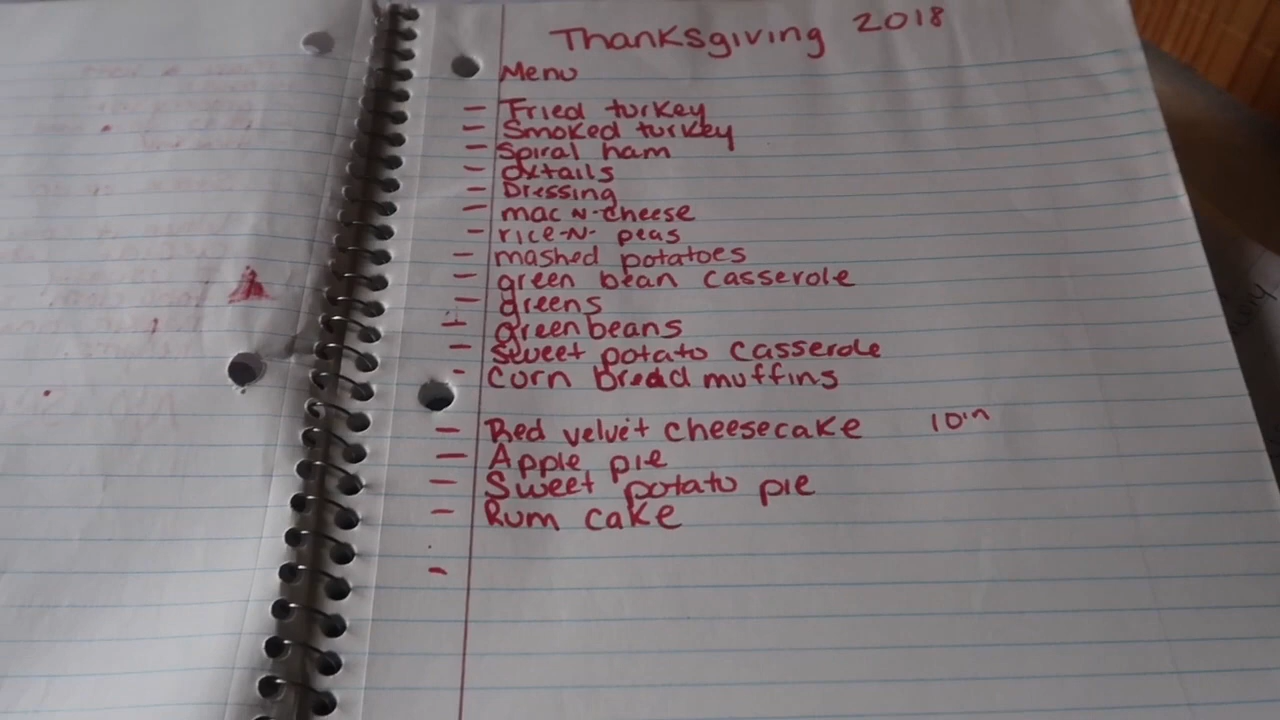 Thanksgiving 2018
Menu
- Fried turkey
- Smoked turkey
- Spiral ham
- oxtails
- Dressing
- mac N-cheese
- rice-N- peas
- mashed potatoes
- green bean casserole
- greens
- greenbeans
- sweet potato casserole
- corn bread muffins
- Red velvet cheesecake 10in
- Apple pie
- Sweet potato pie
- Rum cake
-